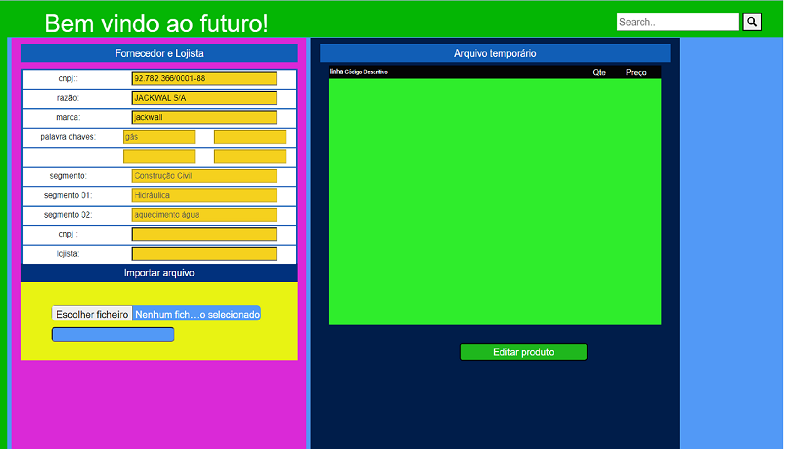 Bem vindo ao futuro!
Search..
Fornecedor e Lojista
cnpj:: 92.782.366/0001-88
razão: JACKWAL S/A
marca: jackwall
palavra chaves: gás
segmento: Construção Civil
segmento 01: Hidráulica
segmento 02: aquecimento água
cnpj :
lojista:
Importar arquivo
Escolher ficheiro Nenhum fich...o selecionado
Arquivo temporário
linha Código Descritivo Qte Preço
Editar produto